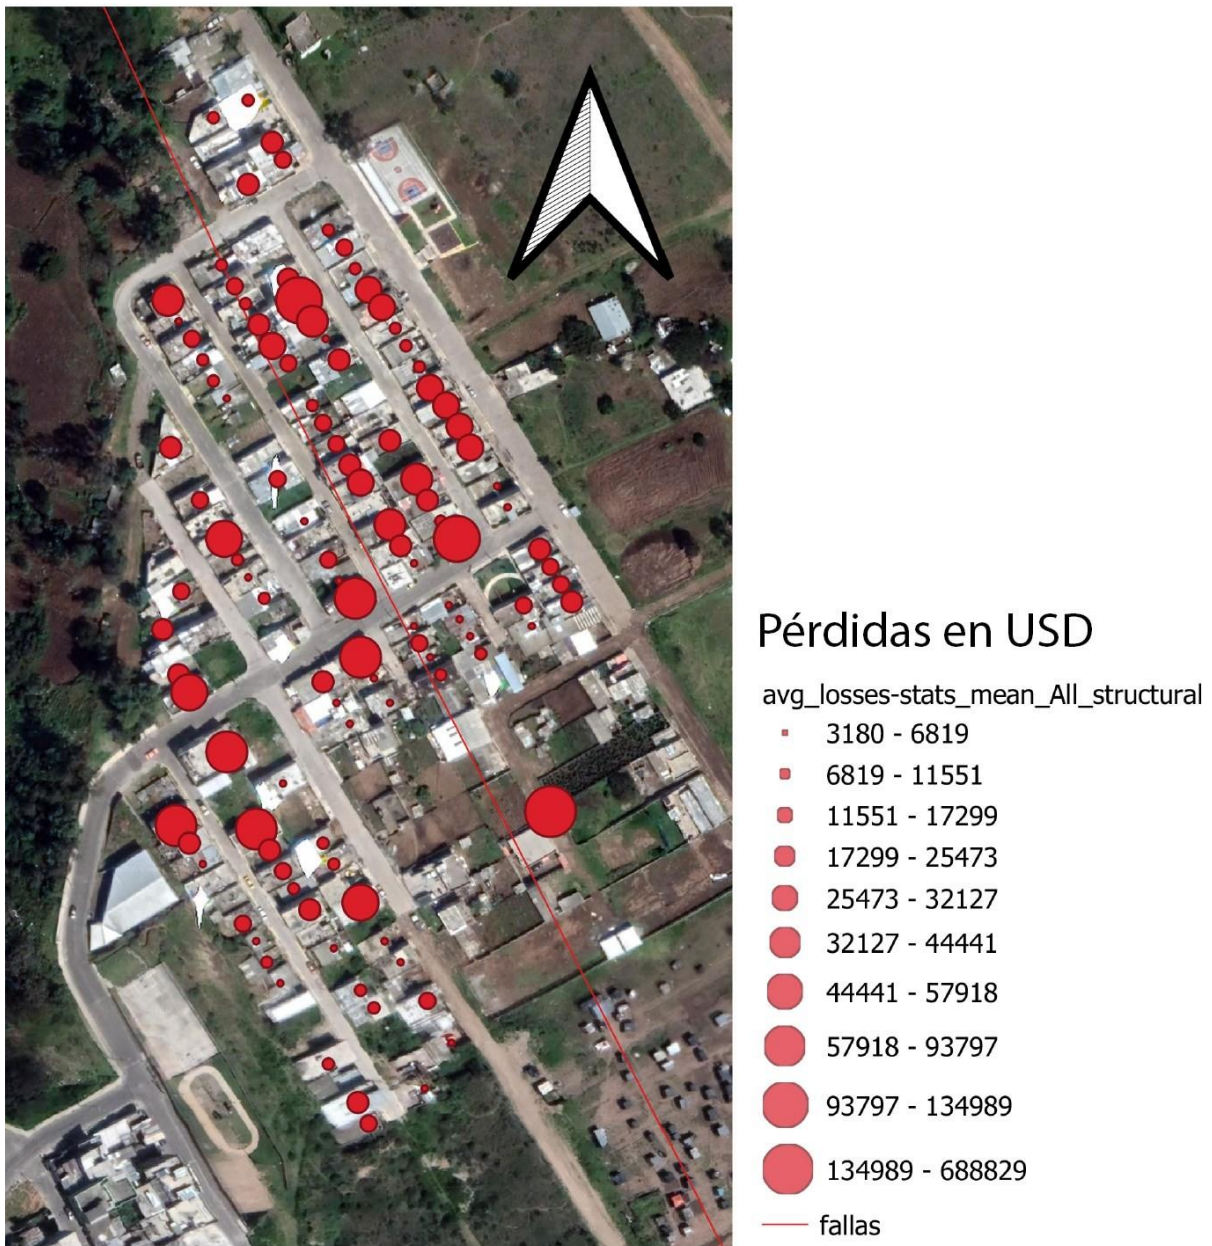 Pérdidas en USD
avg_losses-stats_mean_All_structural
3180 - 6819
6819 - 11551
11551 - 17299
17299 - 25473
25473 - 32127
32127 - 44441
44441 - 57918
57918 - 93797
93797 - 134989
134989 - 688829
fallas